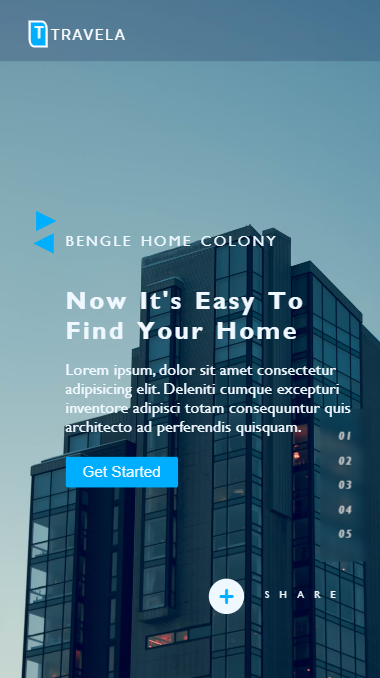 T TRAVELA
BENGLE HOME COLONY
Now It's Easy To
Find Your Home
Lorem ipsum, dolor sit amet consectetur
adipisicing elit. Deleniti cumque excepturi
inventore adipisci totam consequuntur quis
architecto ad perferendis quisquam.
01
02
03
04
05
Get Started
+ SHARE